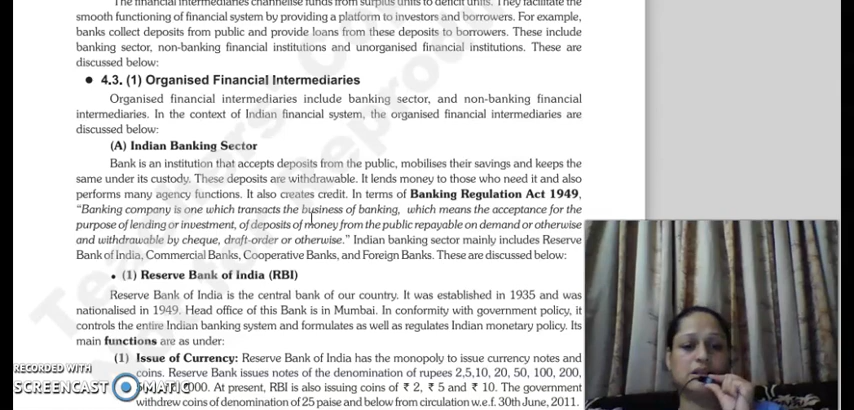 The financial intermediaries channelise funds from surplus units to deficit units. They facilitate the
smooth functioning of financial system by providing a platform to investors and borrowers. For example,
banks collect deposits from public and provide loans from these deposits to borrowers. These include
banking sector, non-banking financial institutions and unorganised financial institutions. These are
discussed below:
• 4.3. (1) Organised Financial Intermediaries
Organised financial intermediaries include banking sector, and non-banking financial
intermediaries. In the context of Indian financial system, the organised financial intermediaries are
discussed below:
(A) Indian Banking Sector
Bank is an institution that accepts deposits from the public, mobilises their savings and keeps the
same under its custody. These deposits are withdrawable. It lends money to those who need it and also
performs many agency functions. It also creates credit. In terms of Banking Regulation Act 1949,
“Banking company is one which transacts the business of banking, which means the acceptance for the
purpose of lending or investment, of deposits of money from the public repayable on demand or otherwise
and withdrawable by cheque, draft-order or otherwise.” Indian banking sector mainly includes Reserve
Bank of India, Commercial Banks, Cooperative Banks, and Foreign Banks. These are discussed below:
• (1) Reserve Bank of India (RBI)
Reserve Bank of India is the central bank of our country. It was established in 1935 and was
nationalised in 1949. Head office of this Bank is in Mumbai. In conformity with government policy, it
controls the entire Indian banking system and formulates as well as regulates Indian monetary policy. Its
main functions are as under:
(1) Issue of Currency: Reserve Bank of India has the monopoly to issue currency notes and
coins. Reserve Bank issues notes of the denomination of rupees 2,5,10, 20, 50, 100, 200,
000. At present, RBI is also issuing coins of ₹ 2, ₹ 5 and ₹ 10. The government
withdrew coins of denomination of 25 paise and below from circulation w.e.f. 30th June, 2011.
RECORDED WITH
SCREENCAST MATIC